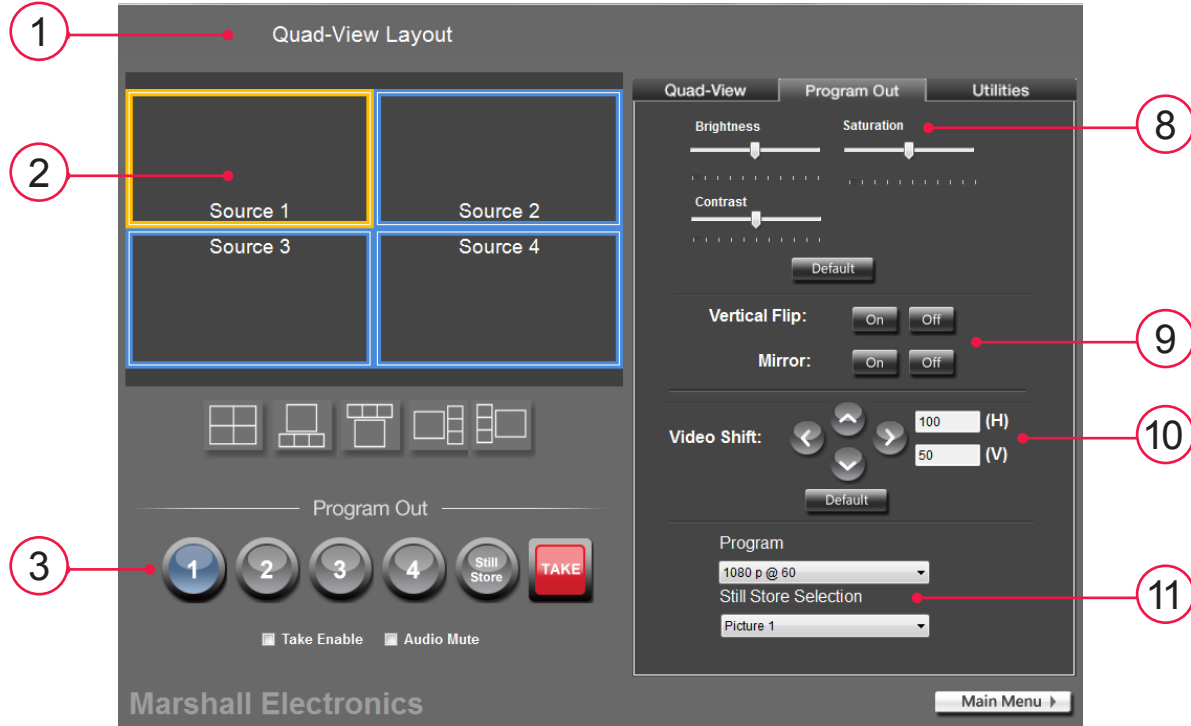 1
Quad-View Layout
2
Source 1
Source 2
Source 3
Source 4
Program Out
3
1
2
3
4
Still
Store
TAKE
Take Enable
Audio Mute
Marshall Electronics
Quad-View
Program Out
Utilities
8
Brightness
Saturation
Contrast
Default
9
Vertical Flip:
On
Off
Mirror:
On
Off
10
Video Shift:
100
(H)
50
(V)
Default
11
Program
1080 p @ 60
Still Store Selection
Picture 1
Main Menu